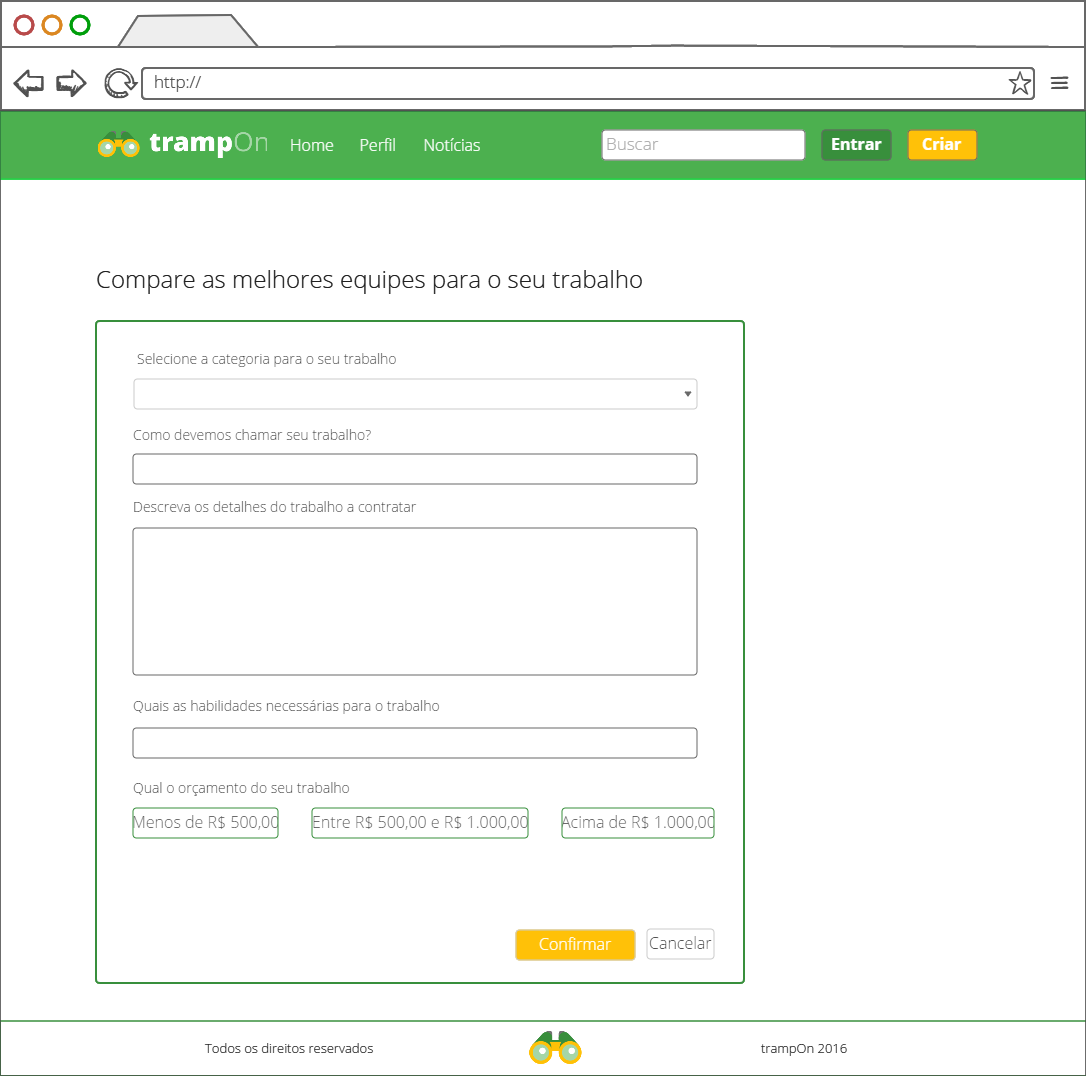 http://
trampOn Home Perfil Notícias Buscar Entrar Criar
Compare as melhores equipes para o seu trabalho
Selecione a categoria para o seu trabalho
Como devemos chamar seu trabalho?
Descreva os detalhes do trabalho a contratar
Quais as habilidades necessárias para o trabalho
Qual o orçamento do seu trabalho
Menos de R$ 500,00 Entre R$ 500,00 e R$ 1.000,00 Acima de R$ 1.000,00
Confirmar Cancelar
Todos os direitos reservados trampOn 2016